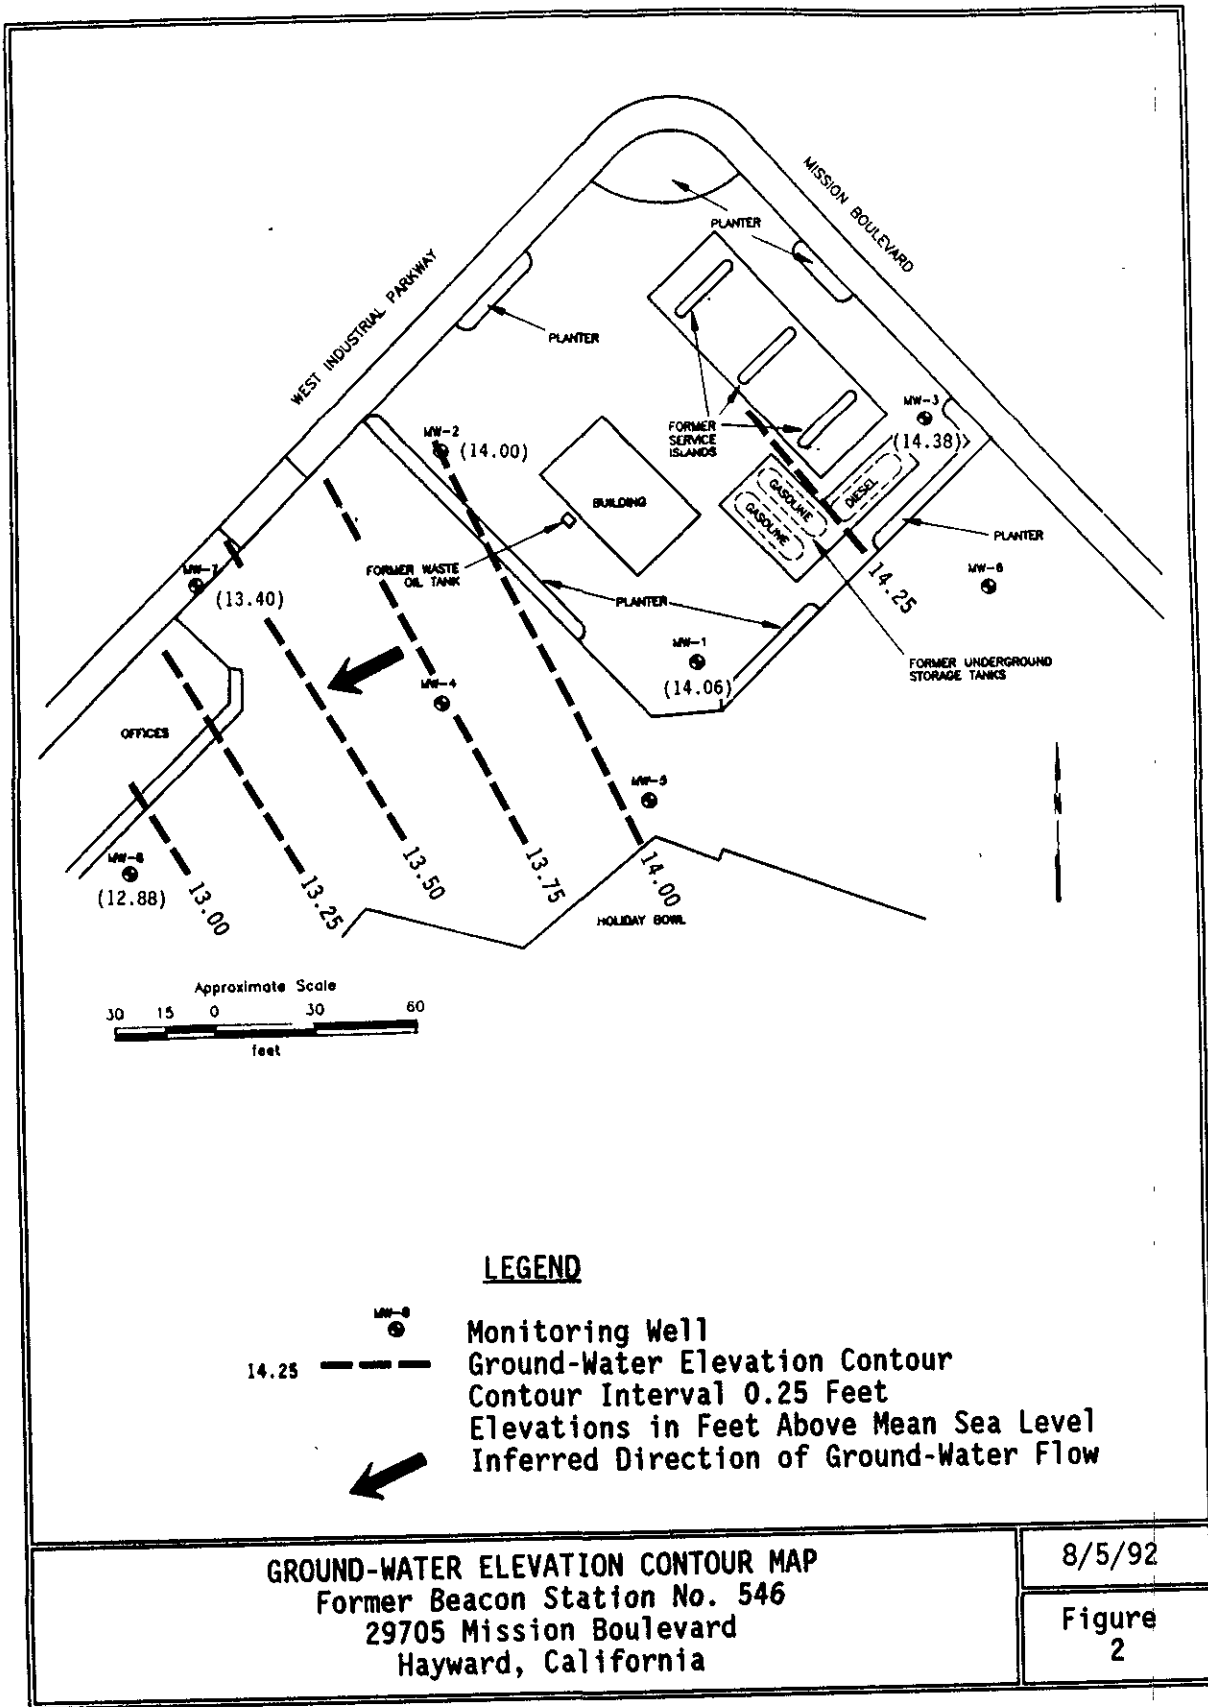 MISSION BOULEVARD
WEST INDUSTRIAL PARKWAY
PLANTER
PLANTER
MW-3
(14.38)
FORMER
SERVICE
ISLANDS
MW-2
(14.00)
GASOLINE
GASOLINE
DIESEL
BUILDING
PLANTER
FORMER WASTE
OIL TANK
MW-7
(13.40)
14.25
MW-6
PLANTER
MW-1
(14.06)
FORMER UNDERGROUND
STORAGE TANKS
MW-4
OFFICES
MW-5
MW-8
(12.88)
13.00
13.25
13.50
13.75
14.00
HOLIDAY BOWL
Approximate Scale
30 15 0 30 60
feet
LEGEND
MW-8
Monitoring Well
14.25
Ground-Water Elevation Contour
Contour Interval 0.25 Feet
Elevations in Feet Above Mean Sea Level
Inferred Direction of Ground-Water Flow
GROUND-WATER ELEVATION CONTOUR MAP
Former Beacon Station No. 546
29705 Mission Boulevard
Hayward, California
8/5/92
Figure
2